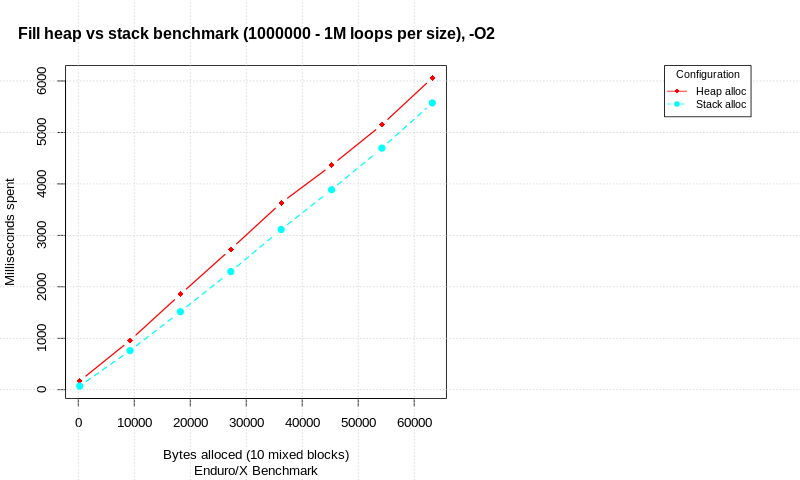 Fill heap vs stack benchmark (1000000 - 1M loops per size), -O2
Configuration
Heap alloc
Stack alloc
Milliseconds spent
6000
5000
4000
3000
2000
1000
0
0 10000 20000 30000 40000 50000 60000
Bytes alloced (10 mixed blocks)
Enduro/X Benchmark